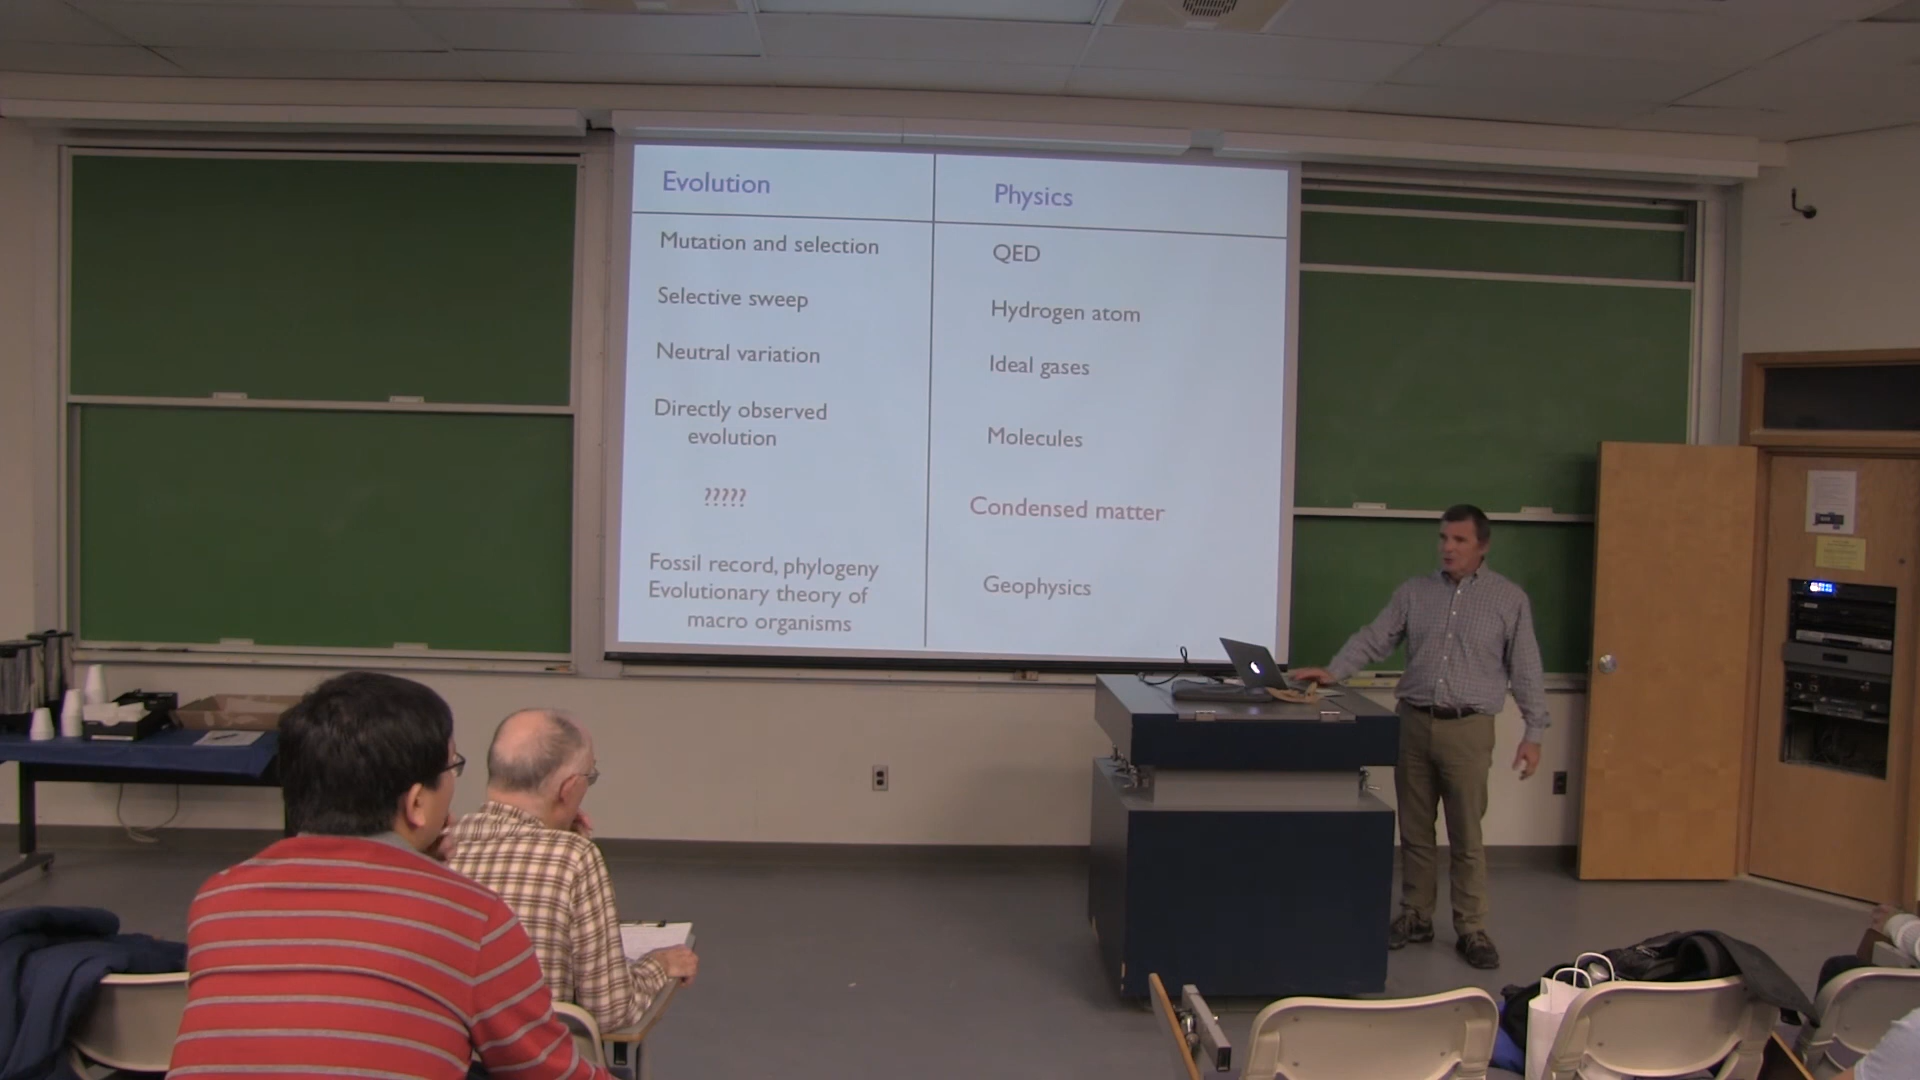 Evolution
Physics
Mutation and selection
QED
Selective sweep
Hydrogen atom
Neutral variation
Ideal gases
Directly observed
evolution
Molecules
?????
Condensed matter
Fossil record, phylogeny
Evolutionary theory of
macro organisms
Geophysics